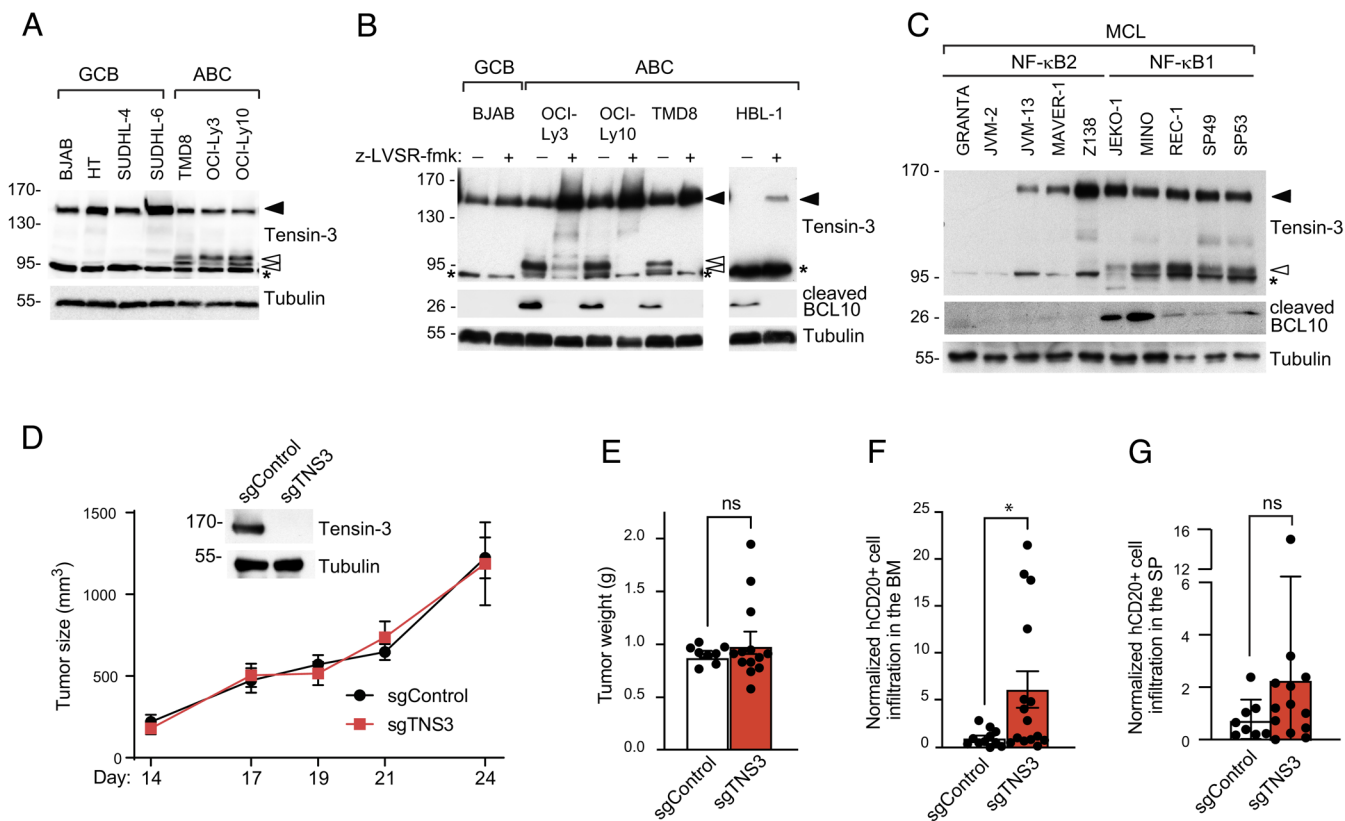 A
GCB
ABC
BJAB
HT
SUDHL-4
SUDHL-6
TMD8
OCI-Ly3
OCI-Ly10
170-
130-
Tensin-3
95-
*
55-
Tubulin
B
GCB
ABC
BJAB
OCI-
Ly3
OCI-
Ly10
TMD8
HBL-1
z-LVSR-fmk:
– + – + – + – + – +
170 -
130 -
Tensin-3
95 -
*
*
*
26 -
cleaved
BCL10
55 -
Tubulin
C
MCL
NF-κB2
NF-κB1
GRANTA
JVM-2
JVM-13
MAVER-1
Z138
JEKO-1
MINO
REC-1
SP49
SP53
170-
Tensin-3
95 -
*
26 -
cleaved
BCL10
55-
Tubulin
D
sgControl
sgTNS3
170-
Tensin-3
55-
Tubulin
Tumor size (mm3)
1500
1000
500
0
sgControl
sgTNS3
Day: 14 17 19 21 24
E
ns
Tumor weight (g)
2.0
1.5
1.0
0.5
0.0
sgControl
sgTNS3
F
*
Normalized hCD20+ cell
infiltration in the BM
25
20
15
10
5
0
sgControl
sgTNS3
G
ns
Normalized hCD20+ cell
infiltration in the SP
16
12
6
4
2
0
sgControl
sgTNS3